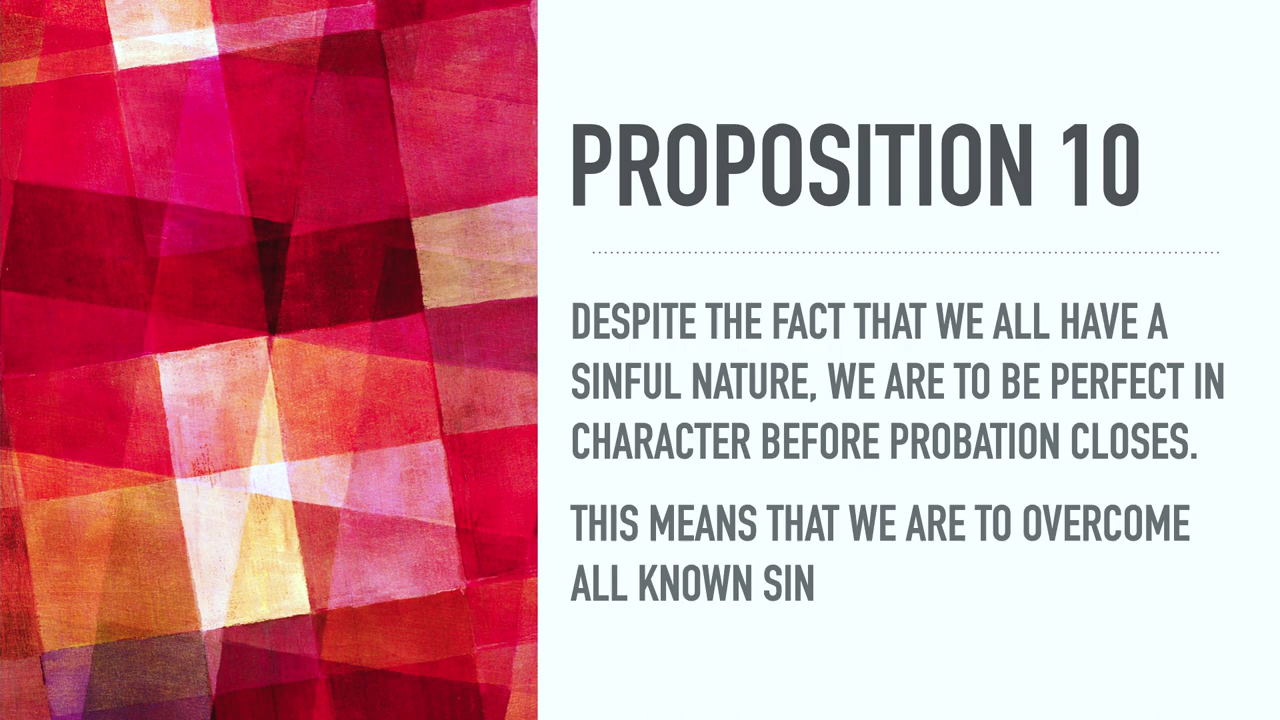 PROPOSITION 10
DESPITE THE FACT THAT WE ALL HAVE A
SINFUL NATURE, WE ARE TO BE PERFECT IN
CHARACTER BEFORE PROBATION CLOSES.
THIS MEANS THAT WE ARE TO OVERCOME
ALL KNOWN SIN